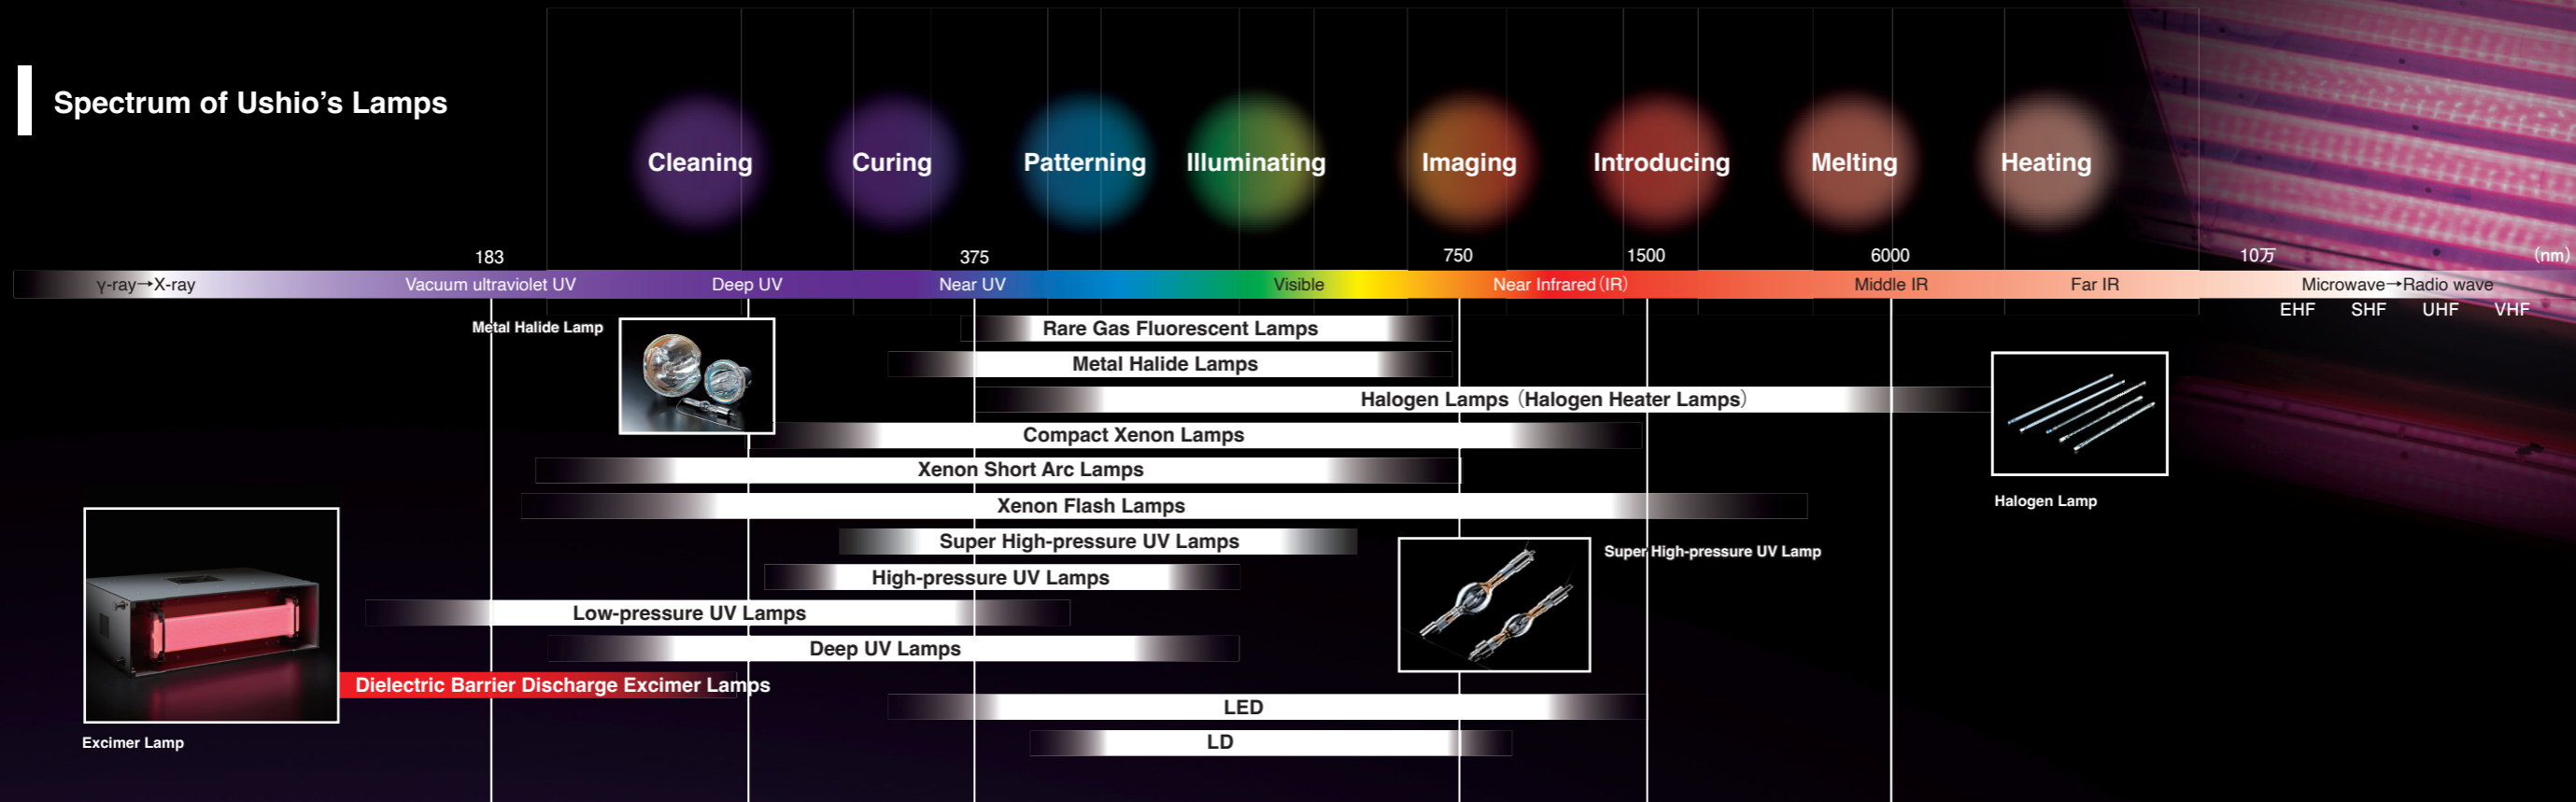 Spectrum of Ushio’s Lamps
Cleaning
Curing
Patterning
Illuminating
Imaging
Introducing
Melting
Heating
183
375
750
1500
6000
10万
(nm)
γ-ray→X-ray
Vacuum ultraviolet UV
Deep UV
Near UV
Visible
Near Infrared（IR）
Middle IR
Far IR
Microwave→Radio wave
EHF
SHF
UHF
VHF
Metal Halide Lamp
Rare Gas Fluorescent Lamps
Metal Halide Lamps
Halogen Lamps（Halogen Heater Lamps）
Compact Xenon Lamps
Xenon Short Arc Lamps
Xenon Flash Lamps
Halogen Lamp
Super High-pressure UV Lamps
Super High-pressure UV Lamp
High-pressure UV Lamps
Low-pressure UV Lamps
Deep UV Lamps
Dielectric Barrier Discharge Excimer Lamps
LED
LD
Excimer Lamp